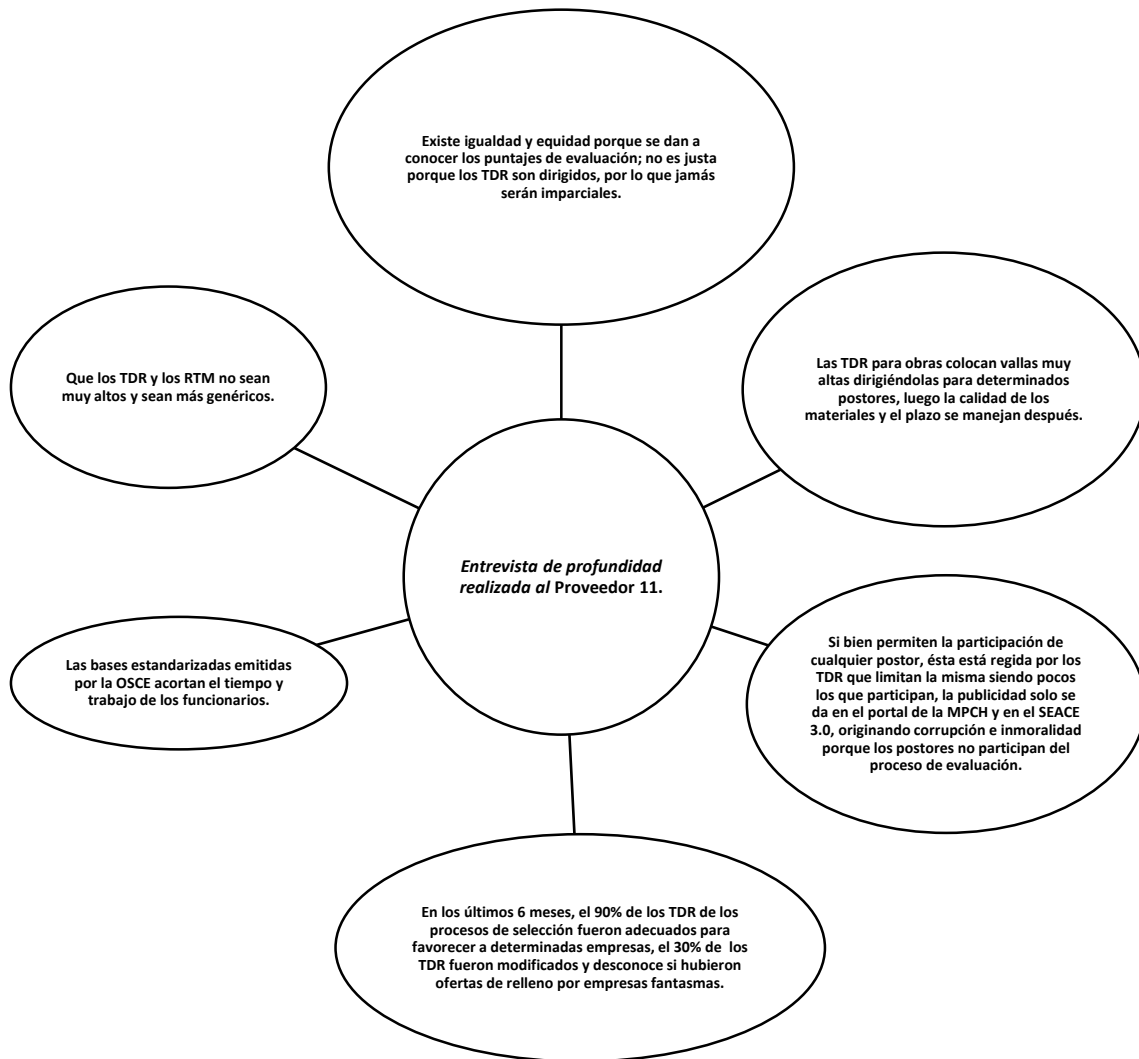 Existe igualdad y equidad porque se dan a
conocer los puntajes de evaluación; no es justa
porque los TDR son dirigidos, por lo que jamás
serán imparciales.
Que los TDR y los RTM no sean
muy altos y sean más genéricos.
Las TDR para obras colocan vallas muy
altas dirigiéndolas para determinados
postores, luego la calidad de los
materiales y el plazo se manejan después.
Entrevista de profundidad
realizada al Proveedor 11.
Las bases estandarizadas emitidas
por la OSCE acortan el tiempo y
trabajo de los funcionarios.
Si bien permiten la participación de
cualquier postor, ésta está regida por los
TDR que limitan la misma siendo pocos
los que participan, la publicidad solo se
da en el portal de la MPCH y en el SEACE
3.0, originando corrupción e inmoralidad
porque los postores no participan del
proceso de evaluación.
En los últimos 6 meses, el 90% de los TDR de los
procesos de selección fueron adecuados para
favorecer a determinadas empresas, el 30% de los
TDR fueron modificados y desconoce si hubieron
ofertas de relleno por empresas fantasmas.